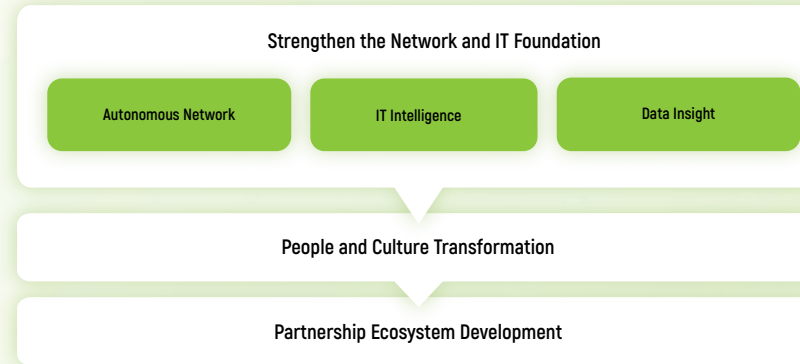 Strengthen the Network and IT Foundation
Autonomous Network
IT Intelligence
Data Insight
People and Culture Transformation
Partnership Ecosystem Development